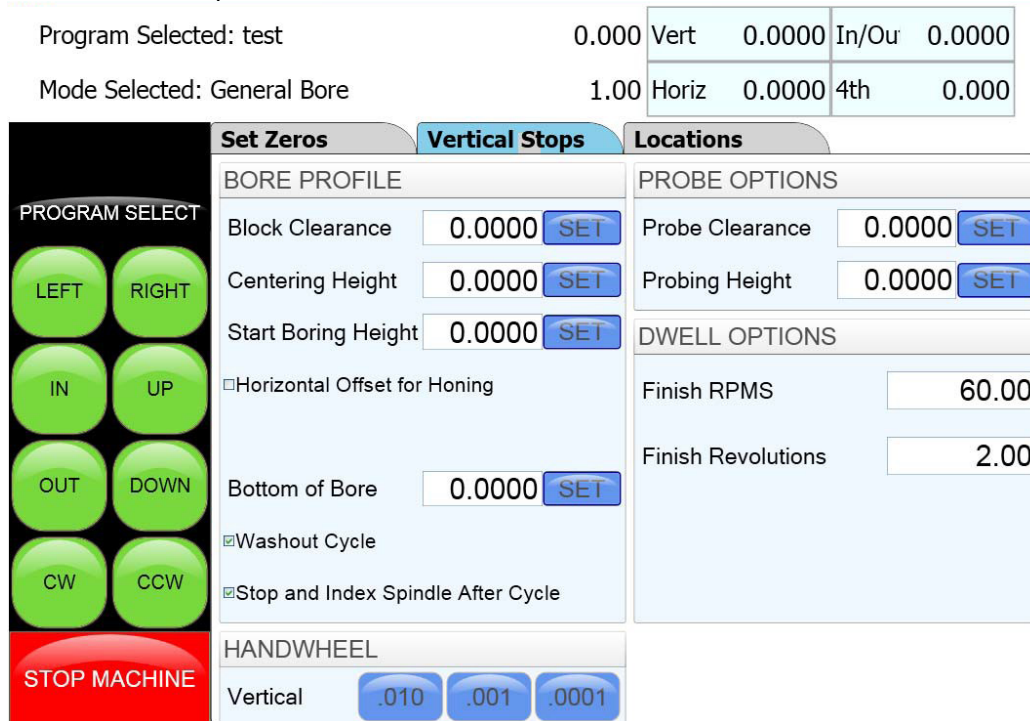 Program Selected: test 0.000 Vert 0.0000 In/Ou 0.0000
Mode Selected: General Bore 1.00 Horiz 0.0000 4th 0.000
Set Zeros Vertical Stops Locations
PROGRAM SELECT
LEFT RIGHT
IN UP
OUT DOWN
CW CCW
STOP MACHINE
BORE PROFILE
Block Clearance 0.0000 SET
Centering Height 0.0000 SET
Start Boring Height 0.0000 SET
Horizontal Offset for Honing
Bottom of Bore 0.0000 SET
Washout Cycle
Stop and Index Spindle After Cycle
HANDWHEEL
Vertical .010 .001 .0001
PROBE OPTIONS
Probe Clearance 0.0000 SET
Probing Height 0.0000 SET
DWELL OPTIONS
Finish RPMS 60.00
Finish Revolutions 2.00